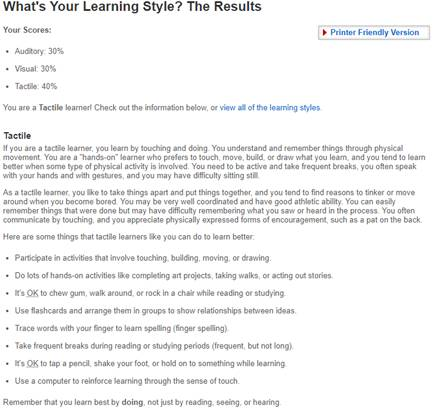 What's Your Learning Style? The Results
Your Scores:
Printer Friendly Version
Auditory: 30%
Visual: 30%
Tactile: 40%
You are a Tactile learner! Check out the information below, or view all of the learning styles.
Tactile
If you are a tactile learner, you learn by touching and doing. You understand and remember things through physical
movement. You are a "hands-on" learner who prefers to touch, move, build, or draw what you learn, and you tend to learn
better when some type of physical activity is involved. You need to be active and take frequent breaks, you often speak
with your hands and with gestures, and you may have difficulty sitting still.
As a tactile learner, you like to take things apart and put things together, and you tend to find reasons to tinker or move
around when you become bored. You may be very well coordinated and have good athletic ability. You can easily
remember things that were done but may have difficulty remembering what you saw or heard in the process. You often
communicate by touching, and you appreciate physically expressed forms of encouragement, such as a pat on the back.
Here are some things that tactile learners like you can do to learn better:
Participate in activities that involve touching, building, moving, or drawing.
Do lots of hands-on activities like completing art projects, taking walks, or acting out stories.
It's OK to chew gum, walk around, or rock in a chair while reading or studying.
Use flashcards and arrange them in groups to show relationships between ideas.
Trace words with your finger to learn spelling (finger spelling).
Take frequent breaks during reading or studying periods (frequent, but not long).
It's OK to tap a pencil, shake your foot, or hold on to something while learning.
Use a computer to reinforce learning through the sense of touch.
Remember that you learn best by doing, not just by reading, seeing, or hearing.